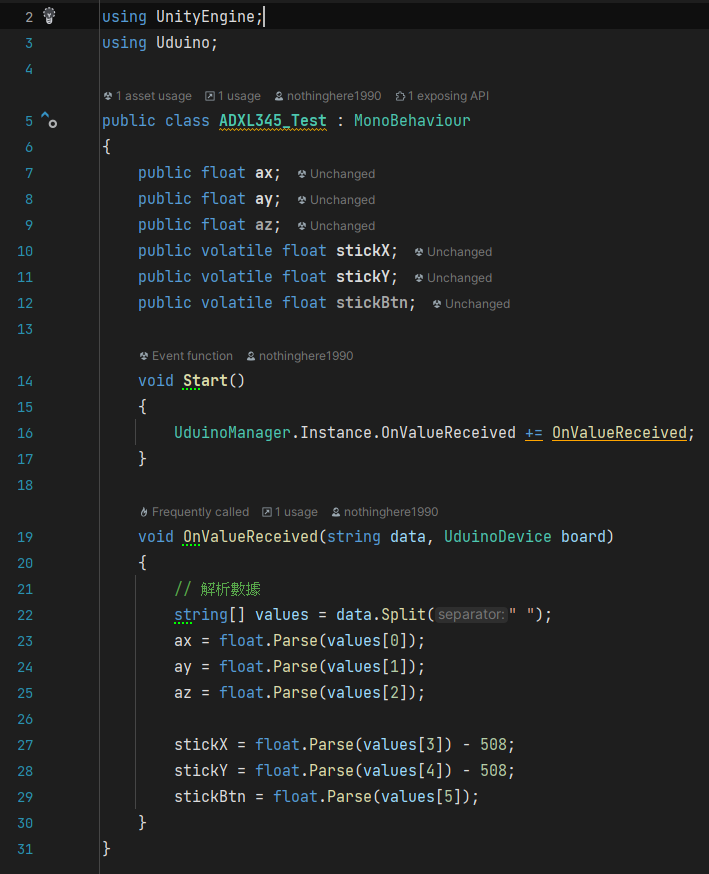 2 using UnityEngine;
3 using Uduino;
4
1 asset usage 1 usage nothinghere1990 1 exposing API
5 public class ADXL345_Test : MonoBehaviour
6 {
7 public float ax; Unchanged
8 public float ay; Unchanged
9 public float az; Unchanged
10 public volatile float stickX; Unchanged
11 public volatile float stickY; Unchanged
12 public volatile float stickBtn; Unchanged
13
Event function nothinghere1990
14 void Start()
15 {
16 UduinoManager.Instance.OnValueReceived += OnValueReceived;
17 }
18
Frequently called 1 usage nothinghere1990
19 void OnValueReceived(string data, UduinoDevice board)
20 {
21 // 解析數據
22 string[] values = data.Split(separator:" ");
23 ax = float.Parse(values[0]);
24 ay = float.Parse(values[1]);
25 az = float.Parse(values[2]);
26
27 stickX = float.Parse(values[3]) - 508;
28 stickY = float.Parse(values[4]) - 508;
29 stickBtn = float.Parse(values[5]);
30 }
31 }